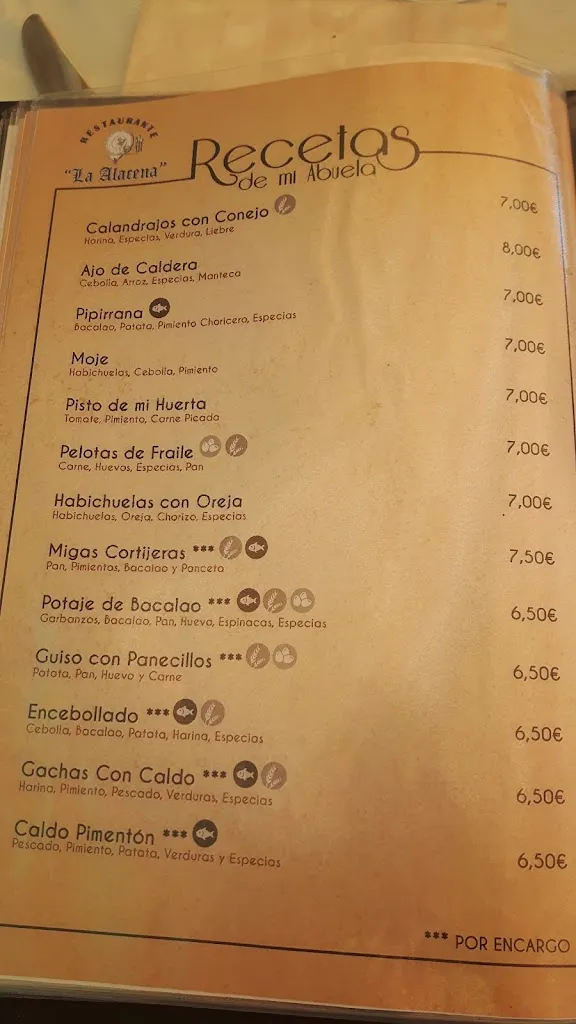 RESTAURANTE
"La Alacena"
Recetas
de mi Abuela
Calandrajos con Conejo 7,00€
Harina, Especias, Verdura, Liebre
Ajo de Caldera 8,00€
Cebolla, Arroz, Especias, Manteca
Pipirrana 7,00€
Bacalao, Patata, Pimiento Choricero, Especias
Moje 7,00€
Habichuelas, Cebolla, Pimiento
Pisto de mi Huerta 7,00€
Tomate, Pimiento, Carne Picada
Pelotas de Fraile 7,00€
Carne, Huevos, Especias, Pan
Habichuelas con Oreja 7,00€
Habichuelas, Oreja, Chorizo, Especias
Migas Cortijeras *** 7,50€
Pan, Pimientos, Bacalao y Panceta
Potaje de Bacalao *** 6,50€
Garbanzos, Bacalao, Pan, Huevo, Espinacas, Especias
Guiso con Panecillos *** 6,50€
Patata, Pan, Huevo y Carne
Encebollado *** 6,50€
Cebolla, Bacalao, Patata, Harina, Especias
Gachas Con Caldo *** 6,50€
Harina, Pimiento, Pescado, Verduras, Especias
Caldo Pimentón *** 6,50€
Pescado, Pimiento, Patata, Verduras y Especias
*** POR ENCARGO